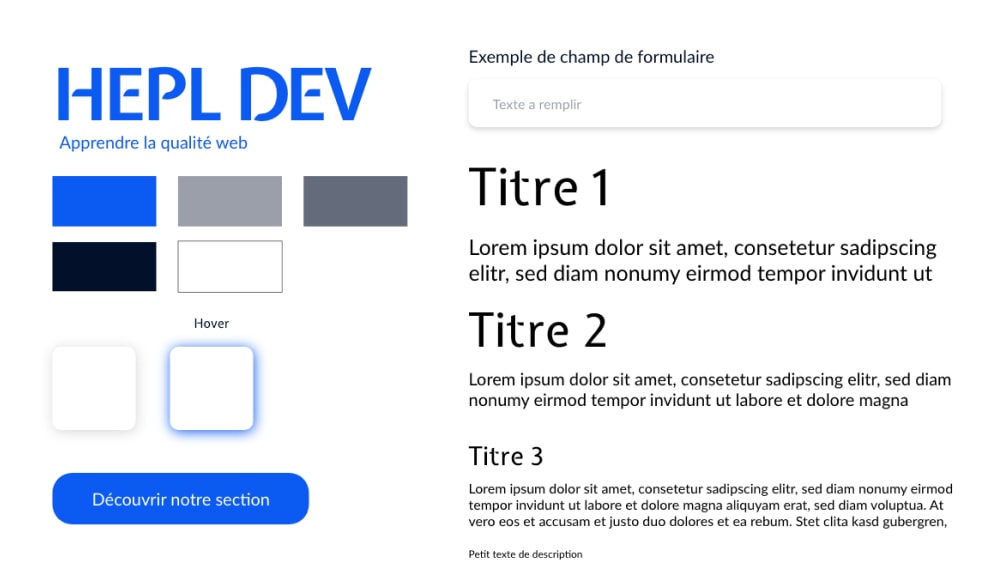 HEPL DEV
Apprendre la qualité web
Hover
Découvrir notre section
Exemple de champ de formulaire
Texte a remplir
Titre 1
Lorem ipsum dolor sit amet, consetetur sadipscing
elitr, sed diam nonumy eirmod tempor invidunt ut
Titre 2
Lorem ipsum dolor sit amet, consetetur sadipscing elitr, sed diam
nonumy eirmod tempor invidunt ut labore et dolore magna
Titre 3
Lorem ipsum dolor sit amet, consetetur sadipscing elitr, sed diam nonumy eirmod
tempor invidunt ut labore et dolore magna aliquyam erat, sed diam voluptua. At
vero eos et accusam et justo duo dolores et ea rebum. Stet clita kasd gubergren,
Petit texte de description